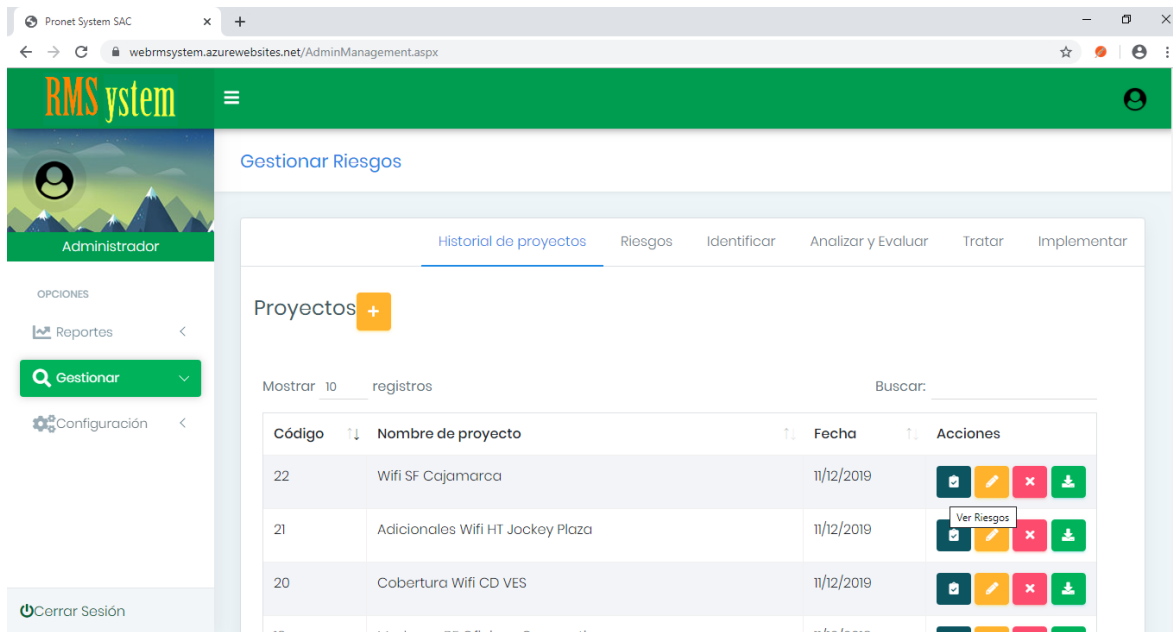 Pronet System SAC
webrmsystem.azurewebsites.net/AdminManagement.aspx
RMSystem
Gestionar Riesgos
Administrador
Historial de proyectos Riesgos Identificar Analizar y Evaluar Tratar Implementar
OPCIONES
Reportes
Gestionar
Configuración
Cerrar Sesión
Proyectos +
Mostrar 10 registros Buscar:
Código Nombre de proyecto Fecha Acciones
22 Wifi SF Cajamarca 11/12/2019
Ver Riesgos
21 Adicionales Wifi HT Jockey Plaza 11/12/2019
20 Cobertura Wifi CD VES 11/12/2019